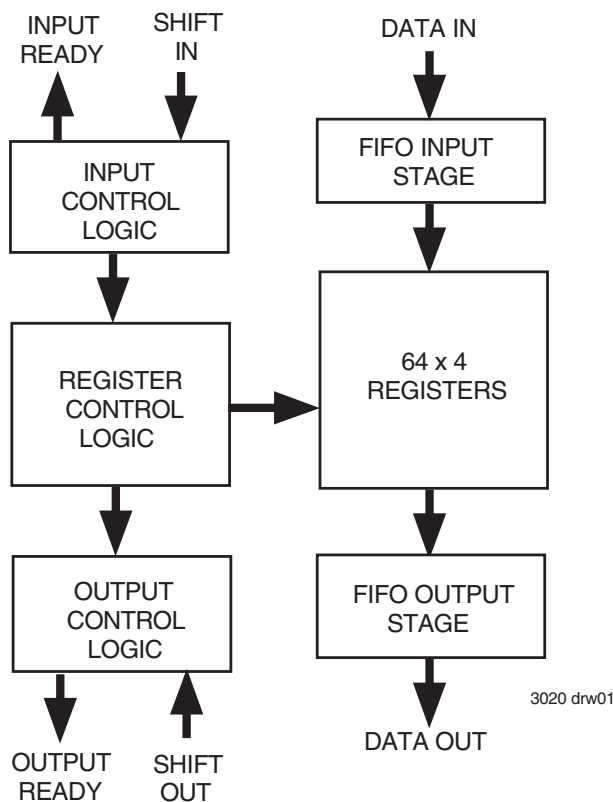 INPUT
READY
SHIFT
IN
DATA IN
INPUT
CONTROL
LOGIC
FIFO INPUT
STAGE
REGISTER
CONTROL
LOGIC
64 x 4
REGISTERS
OUTPUT
CONTROL
LOGIC
FIFO OUTPUT
STAGE
3020 drw01
OUTPUT
READY
SHIFT
OUT
DATA OUT